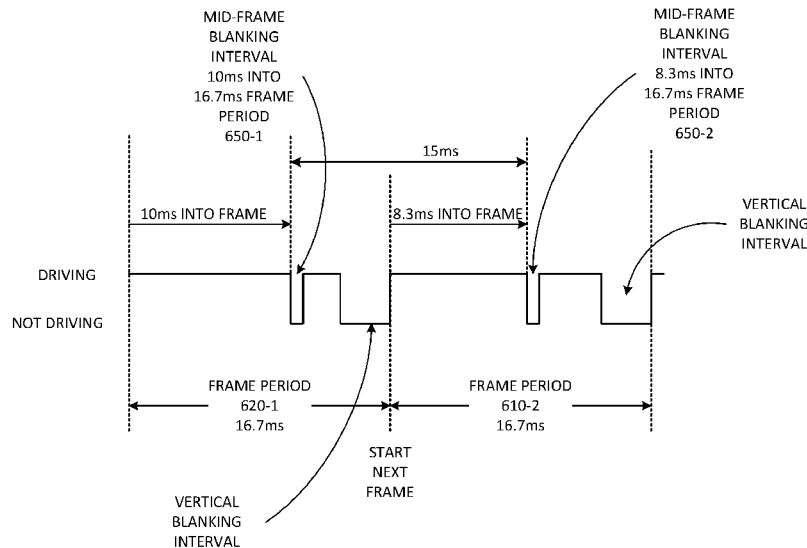 MID-FRAME
BLANKING
INTERVAL
10ms INTO
16.7ms FRAME
PERIOD
650-1
MID-FRAME
BLANKING
INTERVAL
8.3ms INTO
16.7ms FRAME
PERIOD
650-2
15ms
10ms INTO FRAME
8.3ms INTO FRAME
VERTICAL
BLANKING
INTERVAL
DRIVING
NOT DRIVING
FRAME PERIOD
620-1
16.7ms
FRAME PERIOD
610-2
16.7ms
START
NEXT
FRAME
VERTICAL
BLANKING
INTERVAL